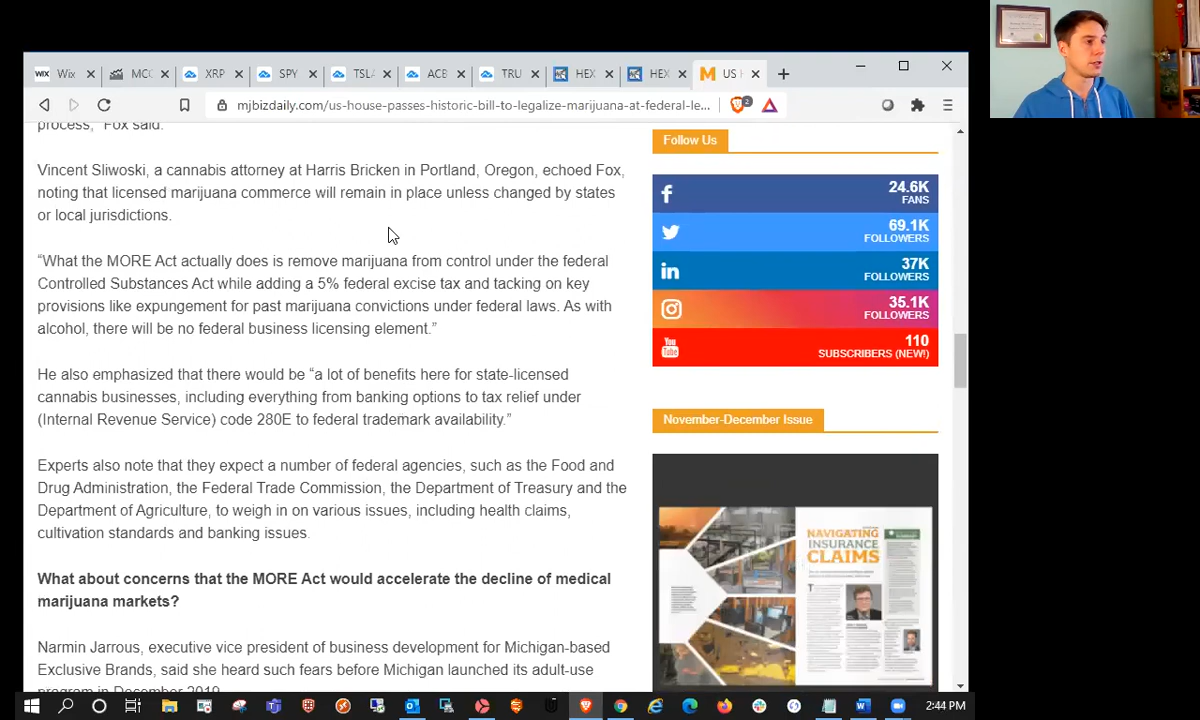 WIX Wix MCC XRP SPY TSLA ACB TRU HEX HEX US H
mjbizdaily.com/us-house-passes-historic-bill-to-legalize-marijuana-at-federal-le...
process," Fox said.
Vincent Sliwoski, a cannabis attorney at Harris Bricken in Portland, Oregon, echoed Fox,
noting that licensed marijuana commerce will remain in place unless changed by states
or local jurisdictions.
“What the MORE Act actually does is remove marijuana from control under the federal
Controlled Substances Act while adding a 5% federal excise tax and tacking on key
provisions like expungement for past marijuana convictions under federal laws. As with
alcohol, there will be no federal business licensing element.”
He also emphasized that there would be “a lot of benefits here for state-licensed
cannabis businesses, including everything from banking options to tax relief under
(Internal Revenue Service) code 280E to federal trademark availability.”
Experts also note that they expect a number of federal agencies, such as the Food and
Drug Administration, the Federal Trade Commission, the Department of Treasury and the
Department of Agriculture, to weigh in on various issues, including health claims,
cultivation standards and banking issues.
What about concerns that the MORE Act would accelerate the decline of medical
marijuana markets?
Narmin Jarrous, executive vice president of business development for Michigan-based
Exclusive Brands, said she heard such fears before Michigan launched its adult-use
program in December 2019
Follow Us
24.6K
FANS
69.1K
FOLLOWERS
37K
FOLLOWERS
35.1K
FOLLOWERS
110
SUBSCRIBERS (NEW!)
November-December Issue
NAVIGATING
INSURANCE
CLAIMS
2:44 PM